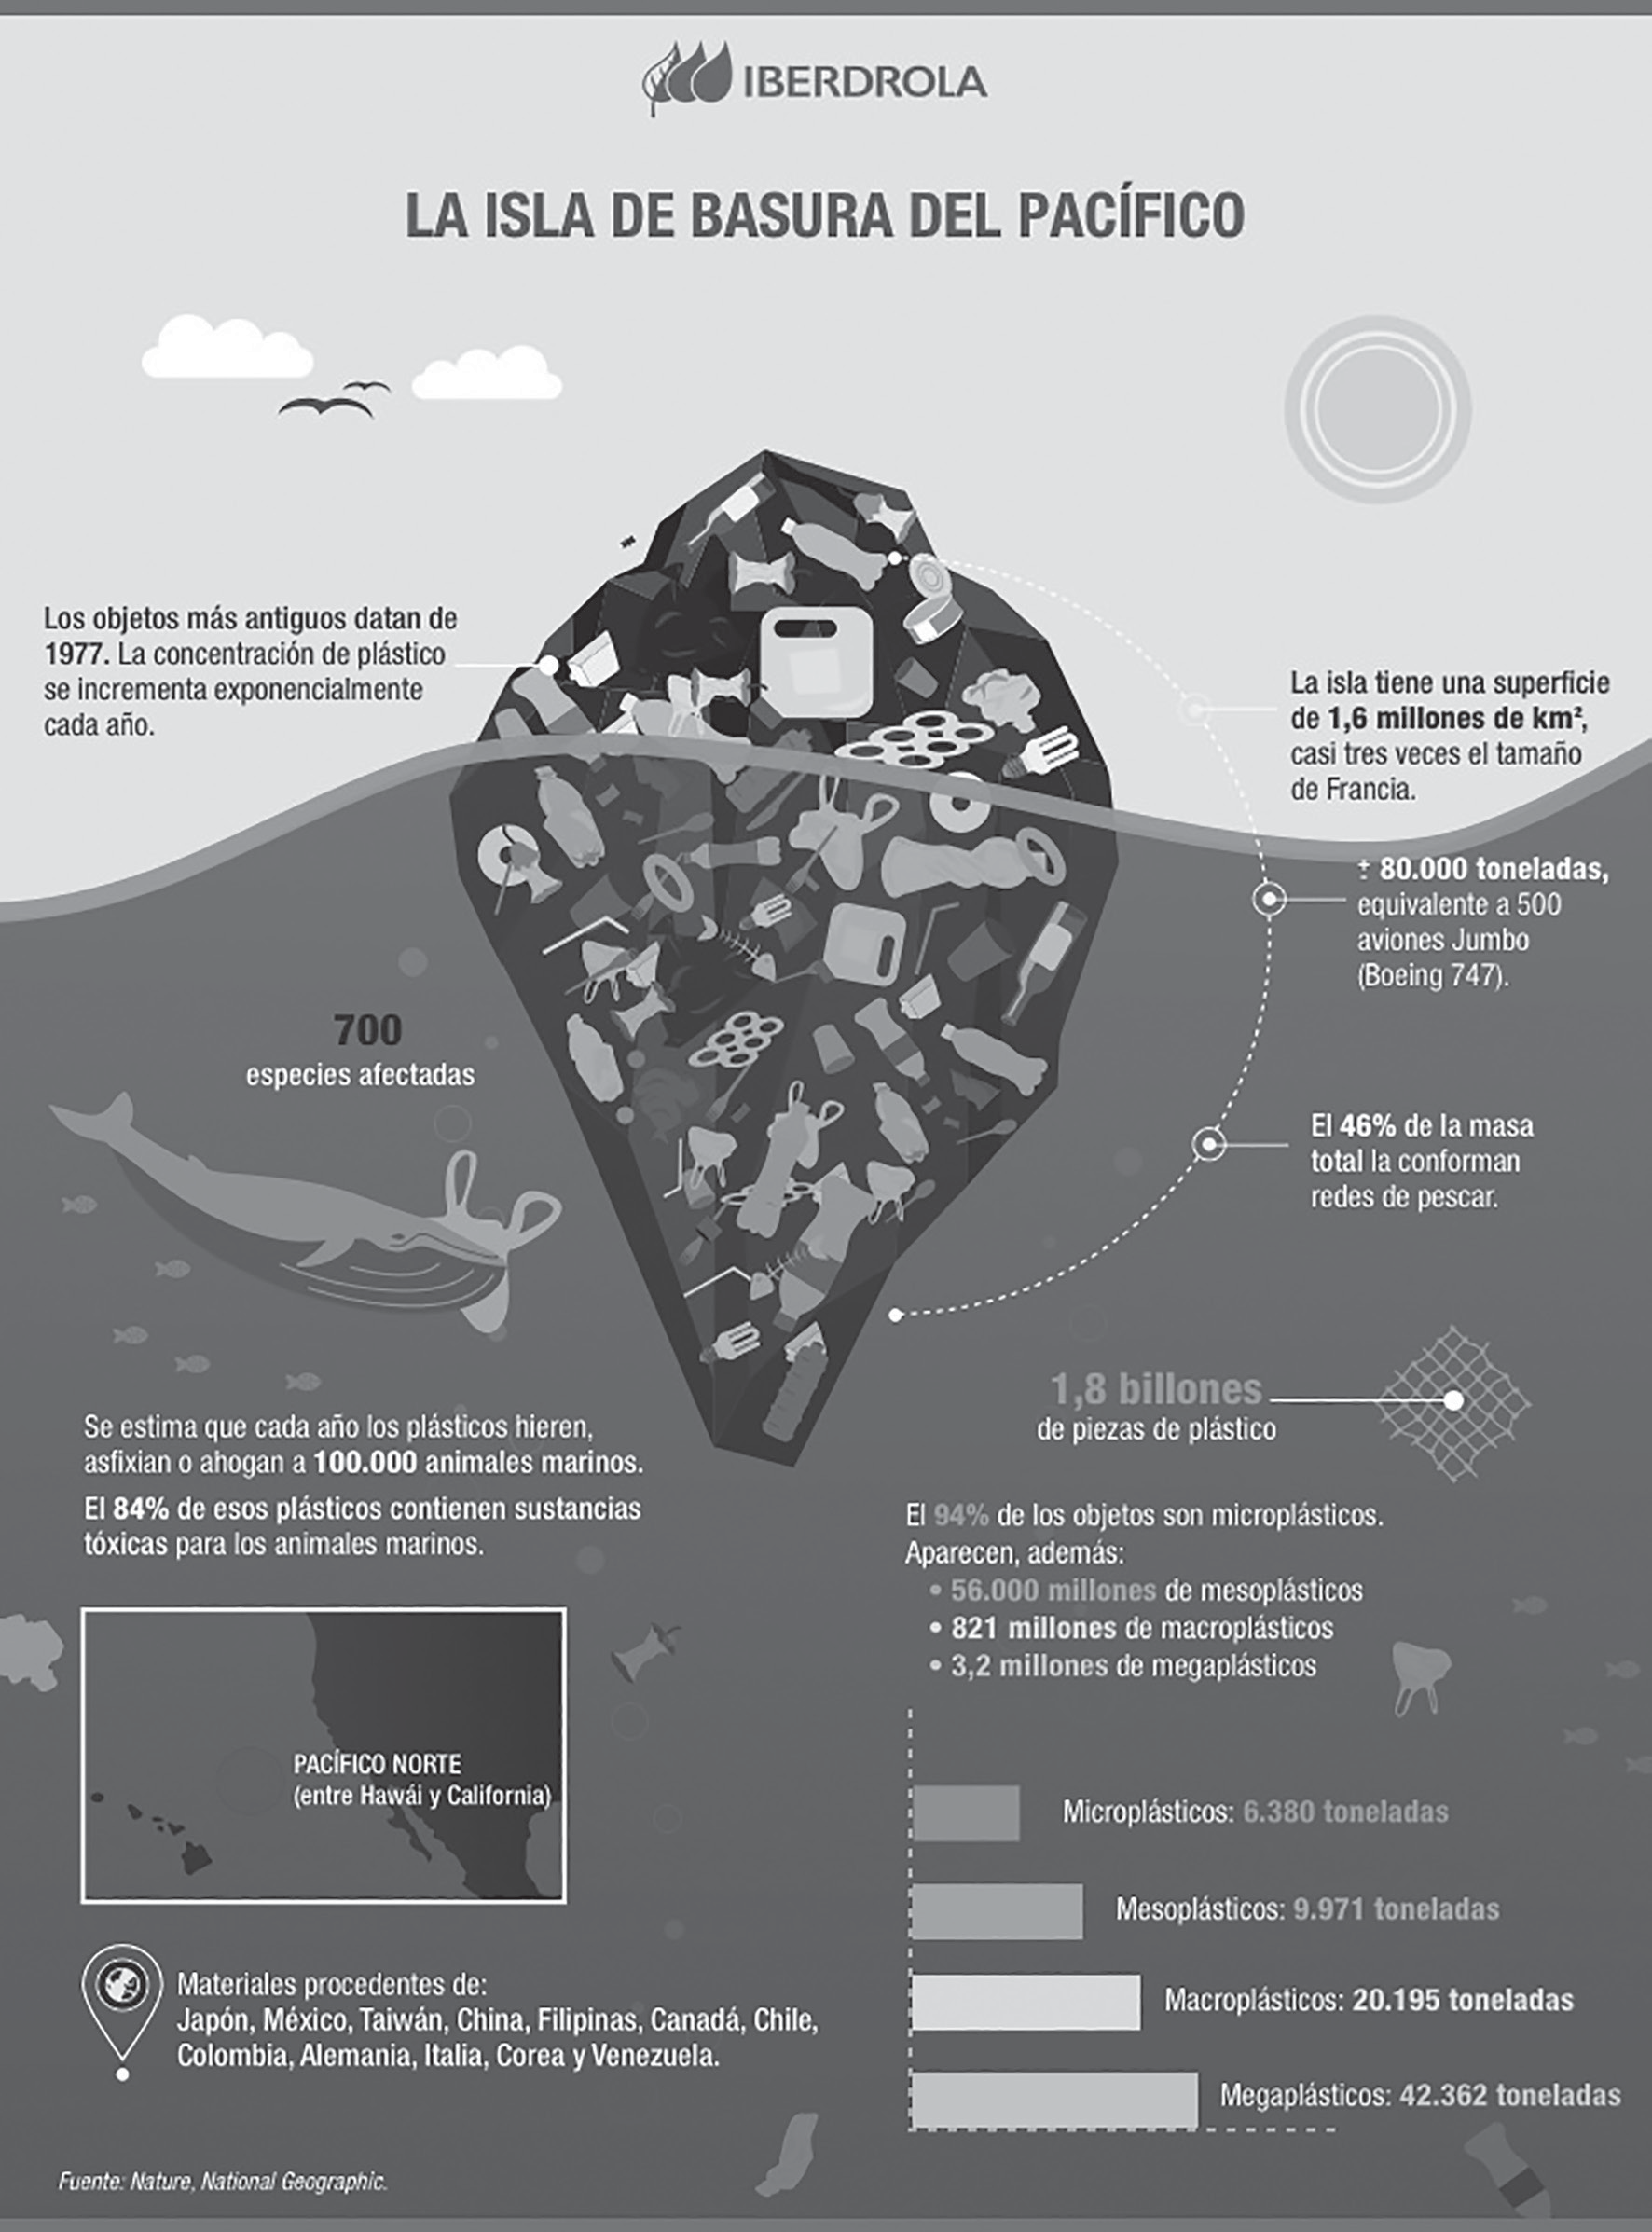 IBERDROLA
LA ISLA DE BASURA DEL PACÍFICO
Los objetos más antiguos datan de
1977. La concentración de plástico
se incrementa exponencialmente
cada año.
La isla tiene una superficie
de 1,6 millones de km²,
casi tres veces el tamaño
de Francia.
± 80.000 toneladas,
equivalente a 500
aviones Jumbo
(Boeing 747).
700
especies afectadas
El 46% de la masa
total la conforman
redes de pescar.
1,8 billones
de piezas de plástico
Se estima que cada año los plásticos hieren,
asfixian o ahogan a 100.000 animales marinos.
El 84% de esos plásticos contienen sustancias
tóxicas para los animales marinos.
El 94% de los objetos son microplásticos.
Aparecen, además:
• 56.000 millones de mesoplásticos
• 821 millones de macroplásticos
• 3,2 millones de megaplásticos
PACÍFICO NORTE
(entre Hawái y California)
Microplásticos: 6.380 toneladas
Mesoplásticos: 9.971 toneladas
Macroplásticos: 20.195 toneladas
Megaplásticos: 42.362 toneladas
Materiales procedentes de:
Japón, México, Taiwán, China, Filipinas, Canadá, Chile,
Colombia, Alemania, Italia, Corea y Venezuela.
Fuente: Nature, National Geographic.